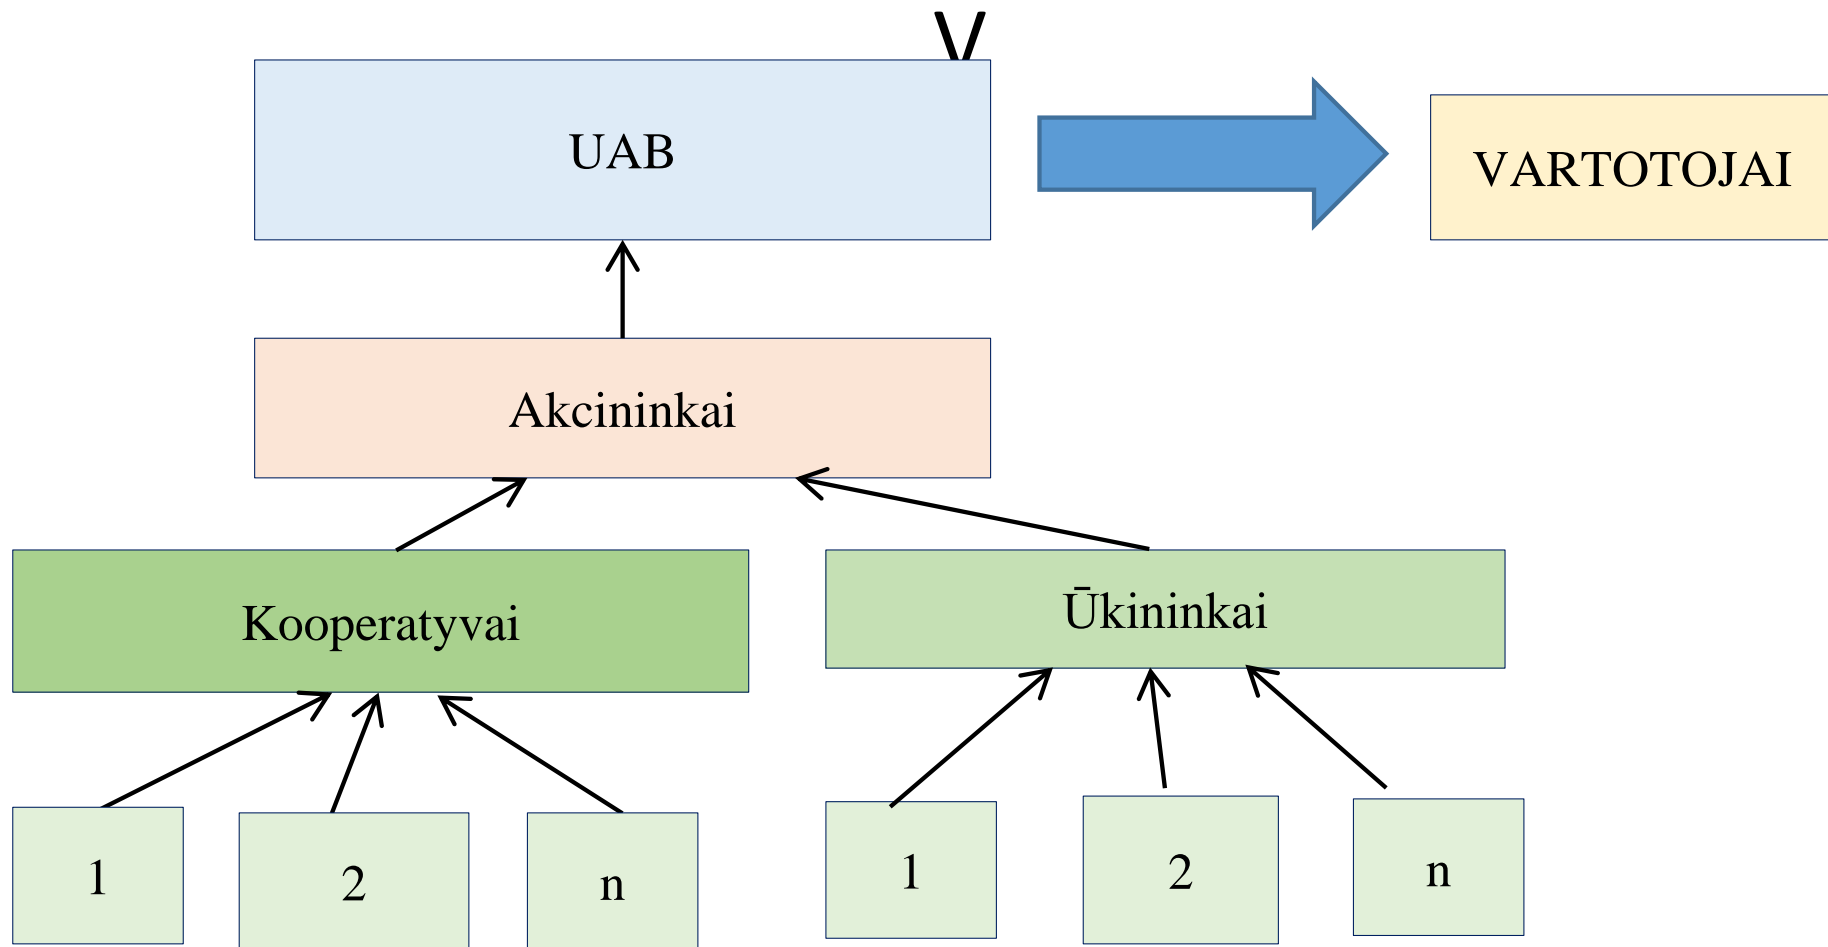 V
UAB
VARTOTOJAI
Akcininkai
Kooperatyvai
Ūkininkai
1
2
n
1
2
n